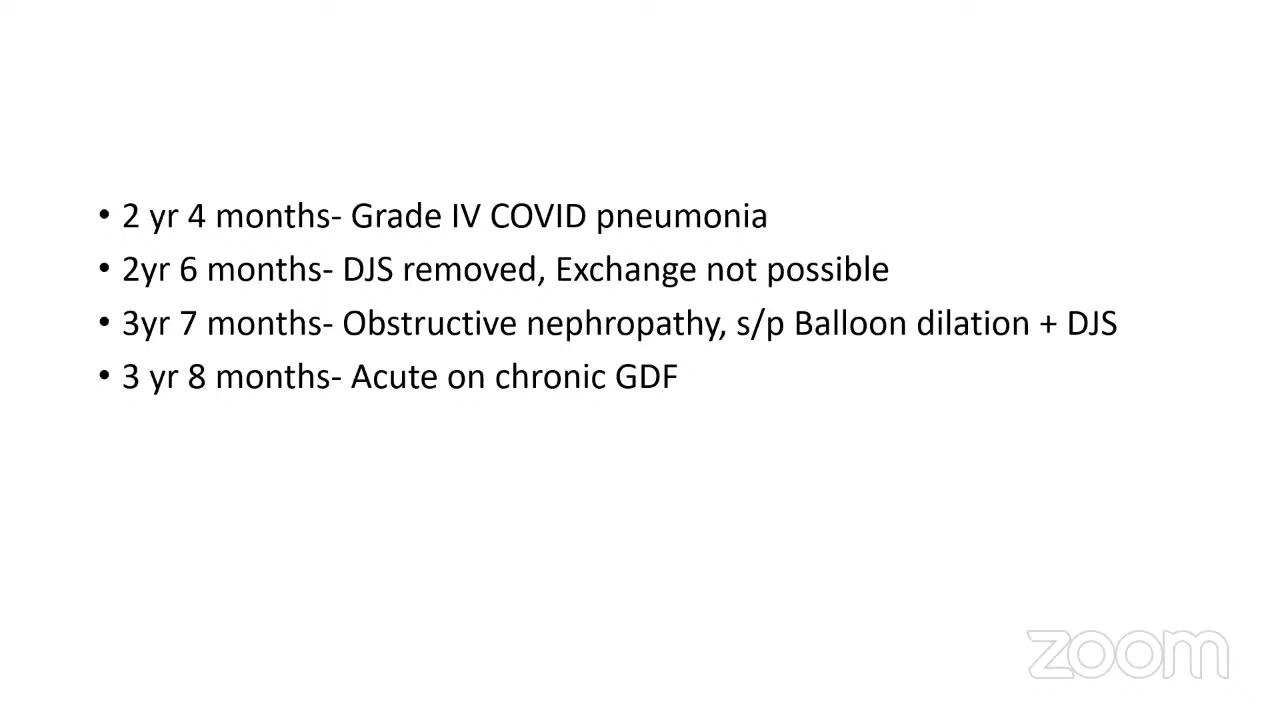 • 2 yr 4 months- Grade IV COVID pneumonia
• 2yr 6 months- DJS removed, Exchange not possible
• 3yr 7 months- Obstructive nephropathy, s/p Balloon dilation + DJS
• 3 yr 8 months- Acute on chronic GDF
zoom